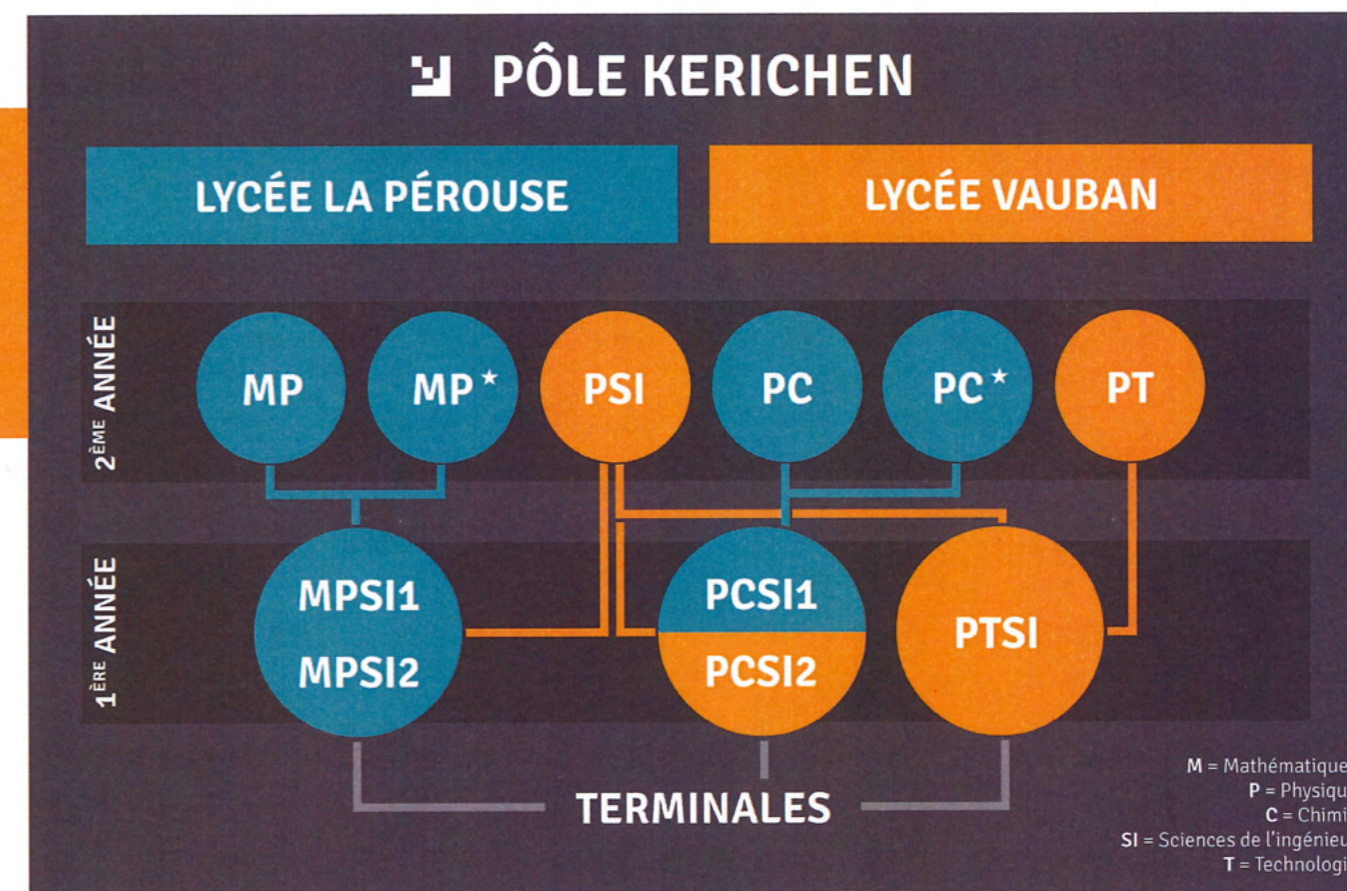 PÔLE KERICHEN
LYCÉE LA PÉROUSE
LYCÉE VAUBAN
2ÈME ANNÉE
MP
MP★
PSI
PC
PC★
PT
1ÈRE ANNÉE
MPSI1
MPSI2
PCSI1
PCSI2
PTSI
TERMINALES
M = Mathématique
P = Physiqu
C = Chimi
SI = Sciences de l'ingénieu
T = Technologi